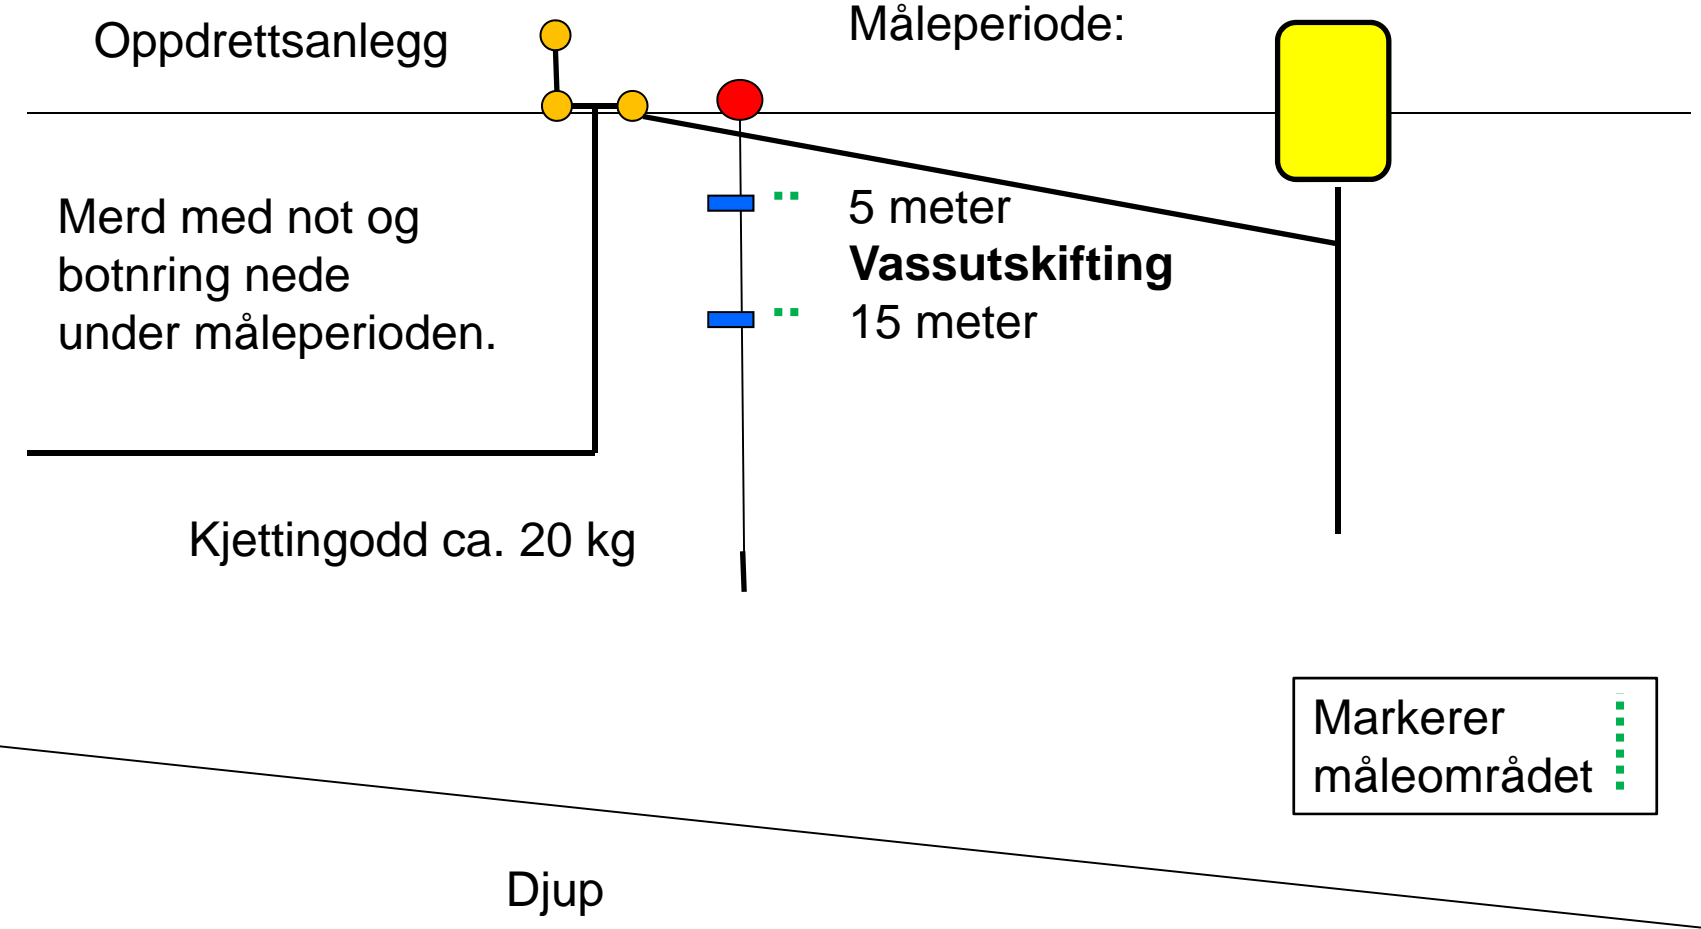 Oppdrettsanlegg
Måleperiode:
Merd med not og
botnring nede
under måleperioden.
5 meter
Vassutskifting
15 meter
Kjettingodd ca. 20 kg
Markerer
måleområdet
Djup